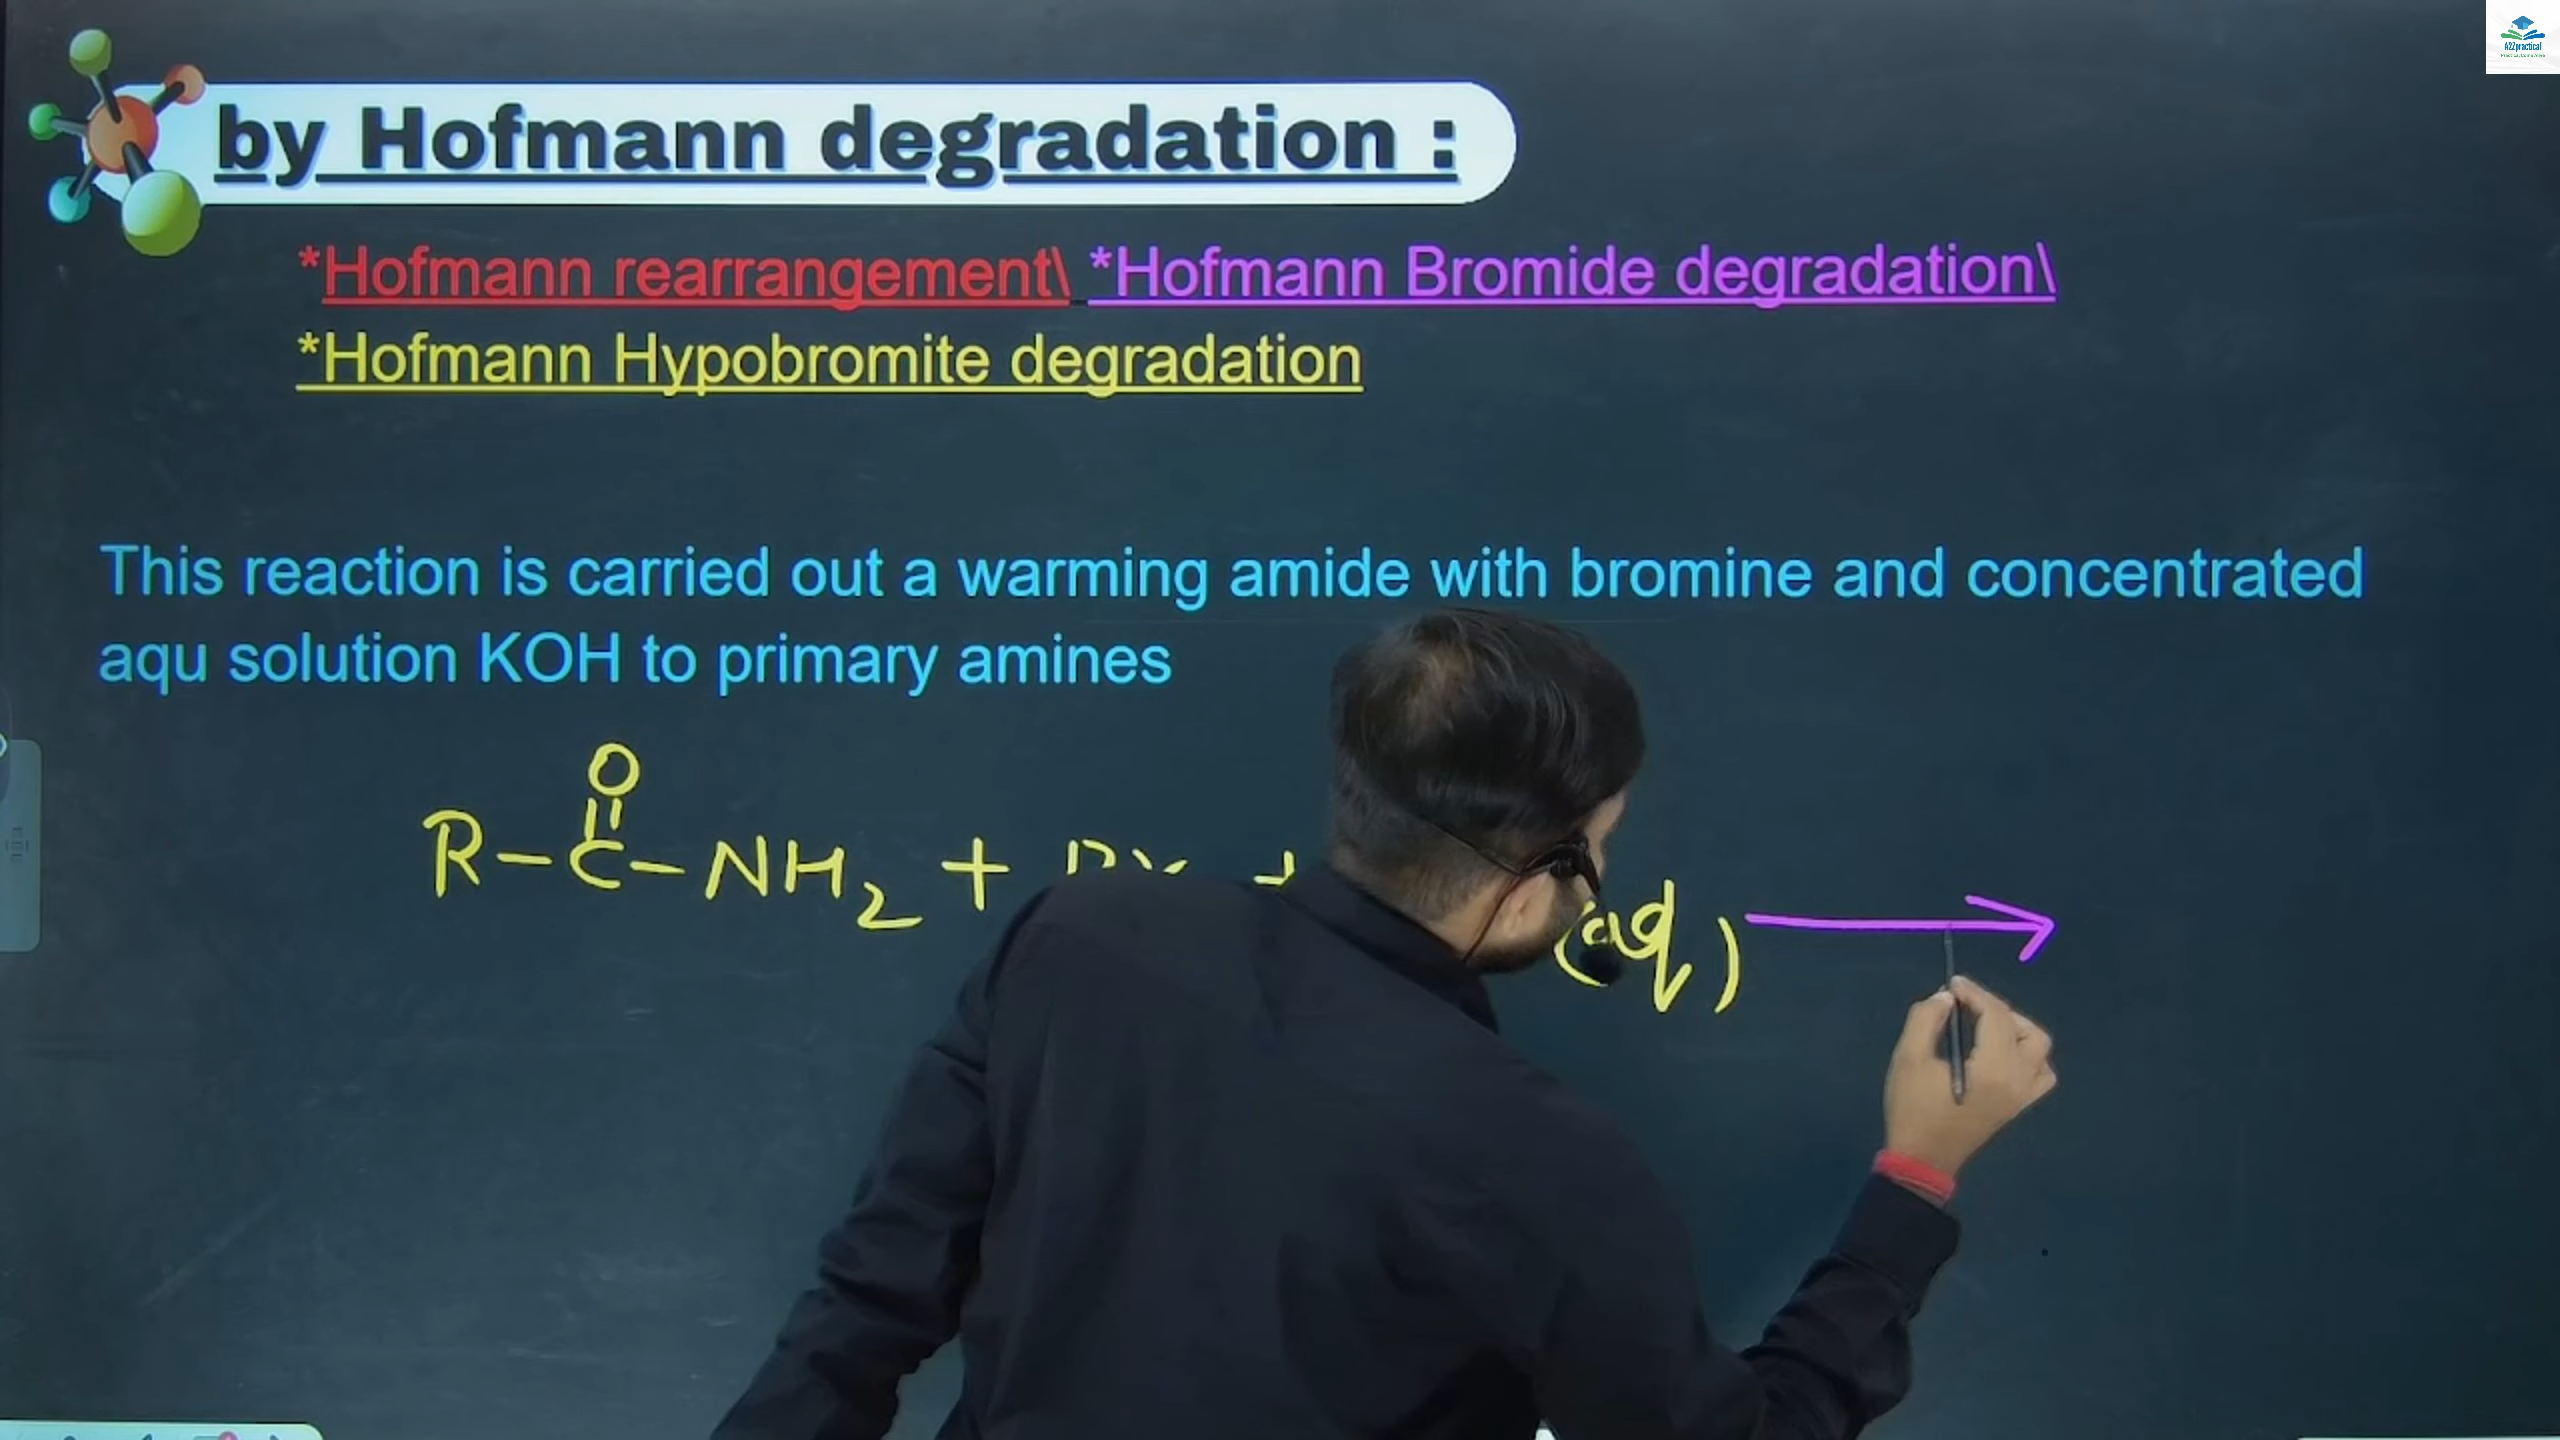 A2Zpractical
by Hofmann degradation :
*Hofmann rearrangement\ *Hofmann Bromide degradation\
*Hofmann Hypobromite degradation
This reaction is carried out a warming amide with bromine and concentrated
aqu solution KOH to primary amines
O
R-C-NH2 + + (aq)